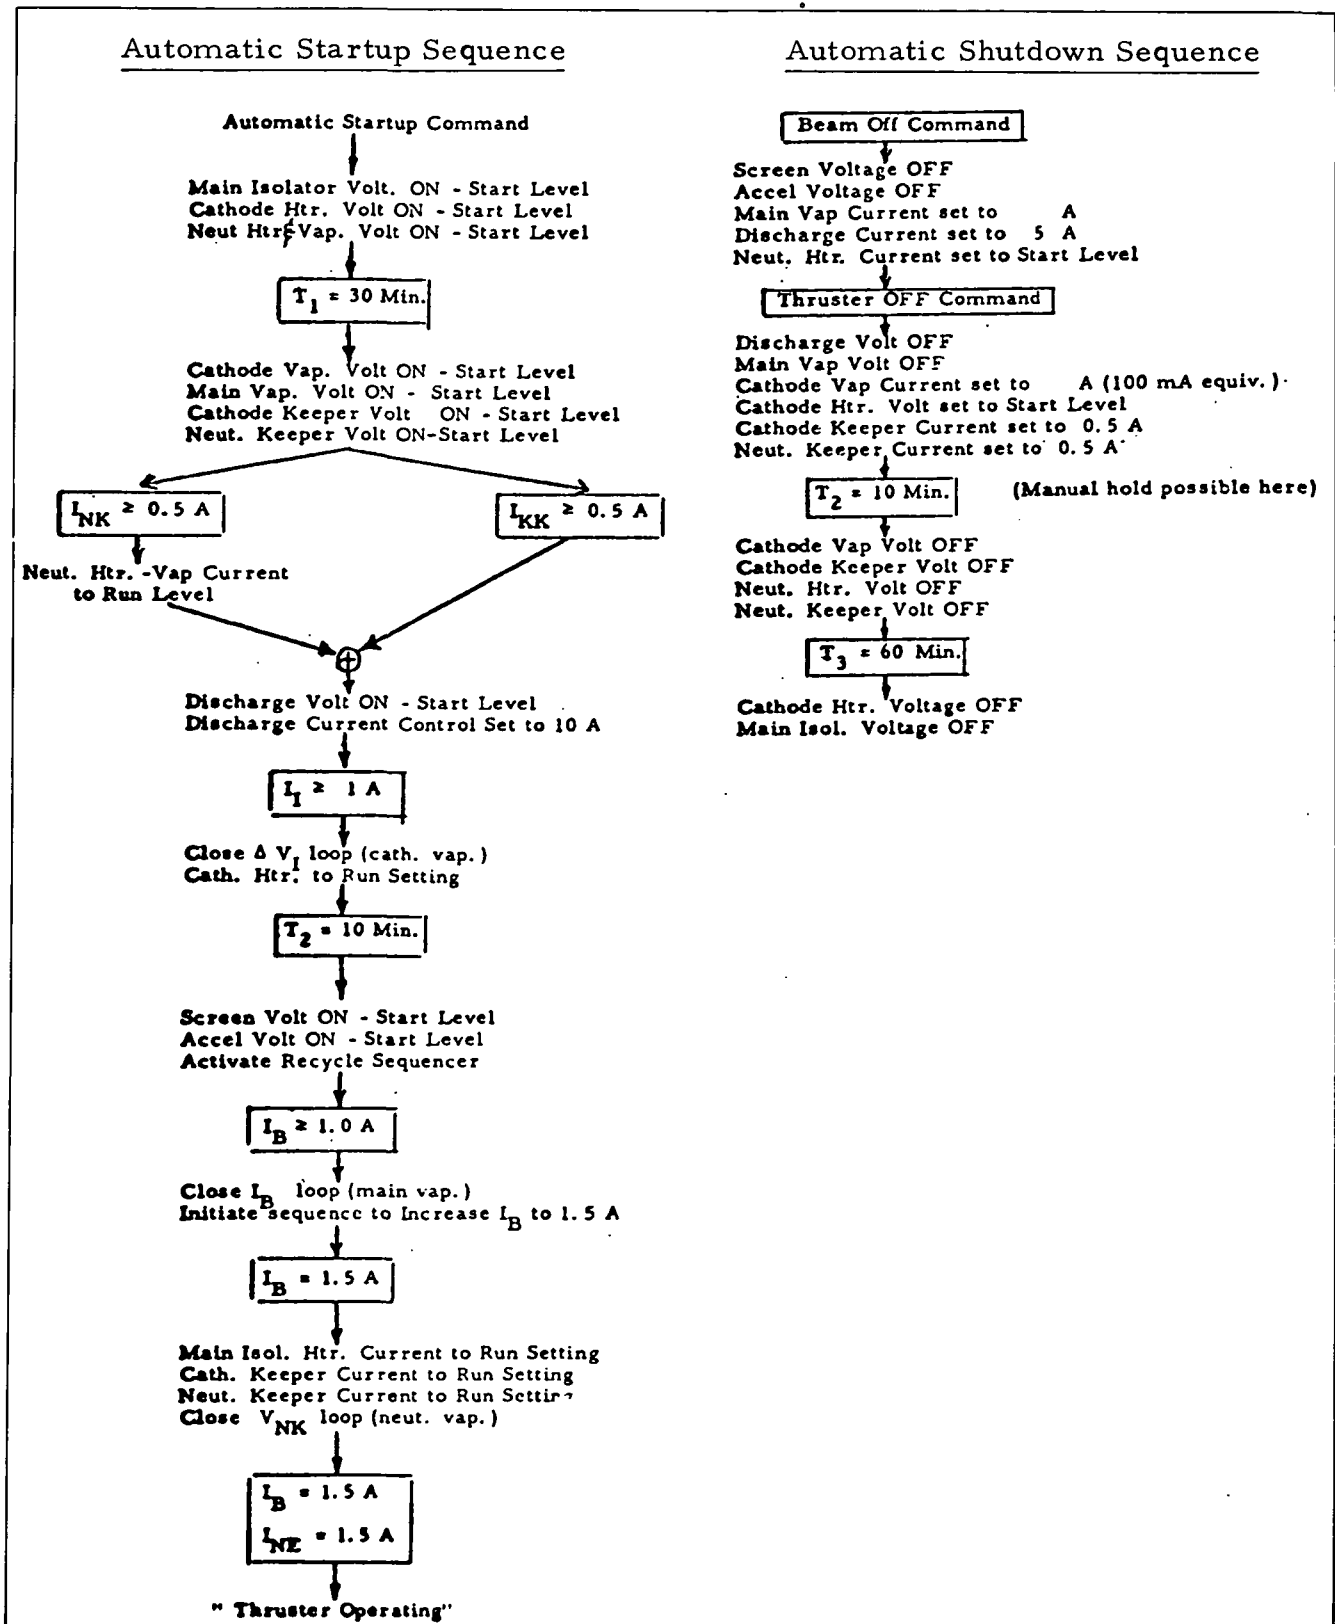 Automatic Startup Sequence
Automatic Startup Command
Main Isolator Volt. ON - Start Level
Cathode Htr. Volt ON - Start Level
Neut Htr & Vap. Volt ON - Start Level
T1 = 30 Min.
Cathode Vap. Volt ON - Start Level
Main Vap. Volt ON - Start Level
Cathode Keeper Volt ON - Start Level
Neut. Keeper Volt ON-Start Level
INK ≥ 0.5 A
IKK ≥ 0.5 A
Neut. Htr. -Vap Current
to Run Level
+
Discharge Volt ON - Start Level
Discharge Current Control Set to 10 A
II ≥ 1 A
Close Δ VI loop (cath. vap.)
Cath. Htr. to Run Setting
T2 = 10 Min.
Screen Volt ON - Start Level
Accel Volt ON - Start Level
Activate Recycle Sequencer
IB ≥ 1.0 A
Close IB loop (main vap.)
Initiate sequence to Increase IB to 1.5 A
IB = 1.5 A
Main Isol. Htr. Current to Run Setting
Cath. Keeper Current to Run Setting
Neut. Keeper Current to Run Setting
Close VNK loop (neut. vap.)
IB = 1.5 A
INE = 1.5 A
" Thruster Operating"
Automatic Shutdown Sequence
Beam Off Command
Screen Voltage OFF
Accel Voltage OFF
Main Vap Current set to A
Discharge Current set to 5 A
Neut. Htr. Current set to Start Level
Thruster OFF Command
Discharge Volt OFF
Main Vap Volt OFF
Cathode Vap Current set to A (100 mA equiv. )
Cathode Htr. Volt set to Start Level
Cathode Keeper Current set to 0.5 A
Neut. Keeper Current set to 0.5 A
T2 = 10 Min. (Manual hold possible here)
Cathode Vap Volt OFF
Cathode Keeper Volt OFF
Neut. Htr. Volt OFF
Neut. Keeper Volt OFF
T3 = 60 Min.
Cathode Htr. Voltage OFF
Main Isol. Voltage OFF